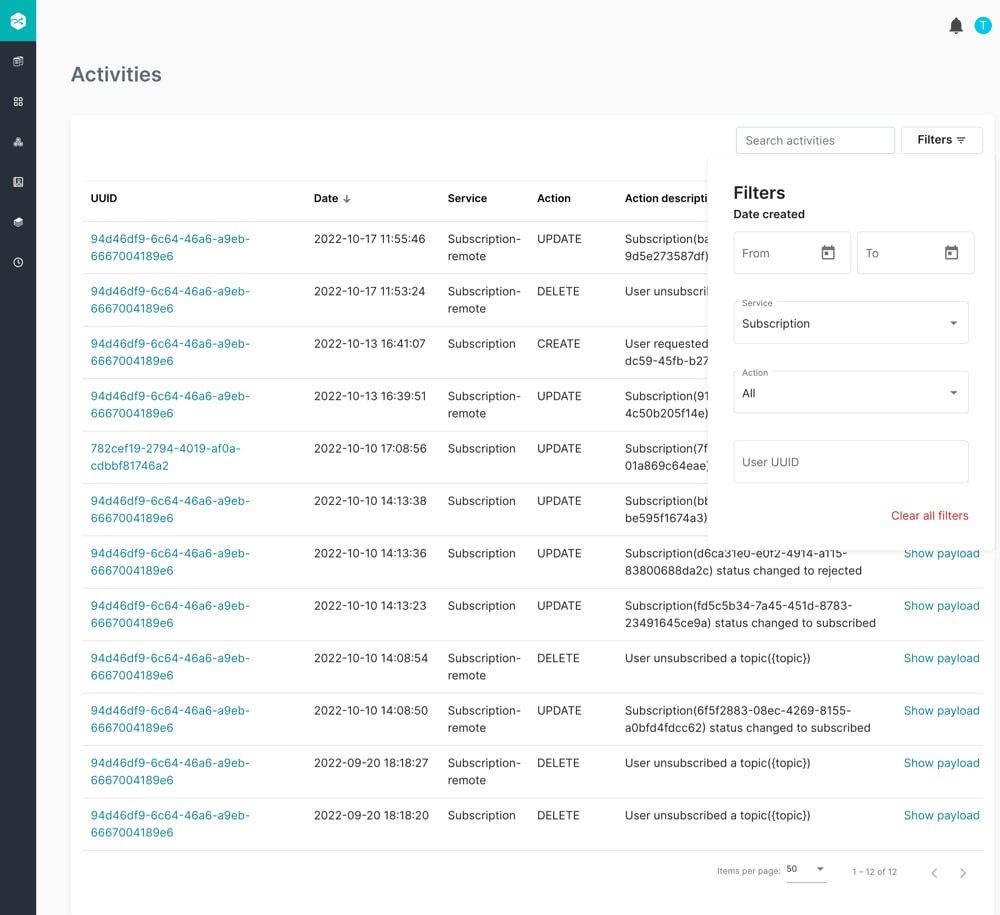 T
Activities
Search activities
Filters
UUID Date Service Action Action descripti
94d46df9-6c64-46a6-a9eb- 2022-10-17 11:55:46 Subscription- UPDATE Subscription(ba
6667004189e6 remote 9d5e273587df)
94d46df9-6c64-46a6-a9eb- 2022-10-17 11:53:24 Subscription- DELETE User unsubscri
6667004189e6 remote
94d46df9-6c64-46a6-a9eb- 2022-10-13 16:41:07 Subscription CREATE User requested
6667004189e6 dc59-45fb-b27
94d46df9-6c64-46a6-a9eb- 2022-10-13 16:39:51 Subscription- UPDATE Subscription(91
6667004189e6 remote 4c50b205f14e)
782cef19-2794-4019-af0a- 2022-10-10 17:08:56 Subscription UPDATE Subscription(7f
cdbbf81746a2 01a869c64eae)
94d46df9-6c64-46a6-a9eb- 2022-10-10 14:13:38 Subscription UPDATE Subscription(bb
6667004189e6 be595f1674a3)
94d46df9-6c64-46a6-a9eb- 2022-10-10 14:13:36 Subscription UPDATE Subscription(d6ca31e0-e0f2-4914-a115- Show payload
6667004189e6 83800688da2c) status changed to rejected
94d46df9-6c64-46a6-a9eb- 2022-10-10 14:13:23 Subscription UPDATE Subscription(fd5c5b34-7a45-451d-8783- Show payload
6667004189e6 23491645ce9a) status changed to subscribed
94d46df9-6c64-46a6-a9eb- 2022-10-10 14:08:54 Subscription- DELETE User unsubscribed a topic({topic}) Show payload
6667004189e6 remote
94d46df9-6c64-46a6-a9eb- 2022-10-10 14:08:50 Subscription- UPDATE Subscription(6f5f2883-08ec-4269-8155- Show payload
6667004189e6 remote a0bfd4fdcc62) status changed to subscribed
94d46df9-6c64-46a6-a9eb- 2022-09-20 18:18:27 Subscription- DELETE User unsubscribed a topic({topic}) Show payload
6667004189e6 remote
94d46df9-6c64-46a6-a9eb- 2022-09-20 18:18:20 Subscription DELETE User unsubscribed a topic({topic}) Show payload
6667004189e6
Filters
Date created
From To
Service
Subscription
Action
All
User UUID
Clear all filters
Items per page: 50 1 – 12 of 12